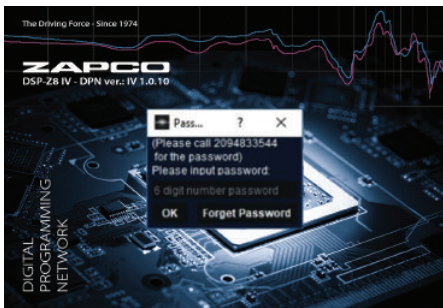 The Driving Force - Since 1974
ZAPCO
DSP-Z8 IV - DPN ver.: IV 1.0.10
Pass... ? ✕
(Please call 2094833544
for the password)
Please input password:
6 digit number password
OK Forget Password
DIGITAL
PROGRAMMING
NETWORK